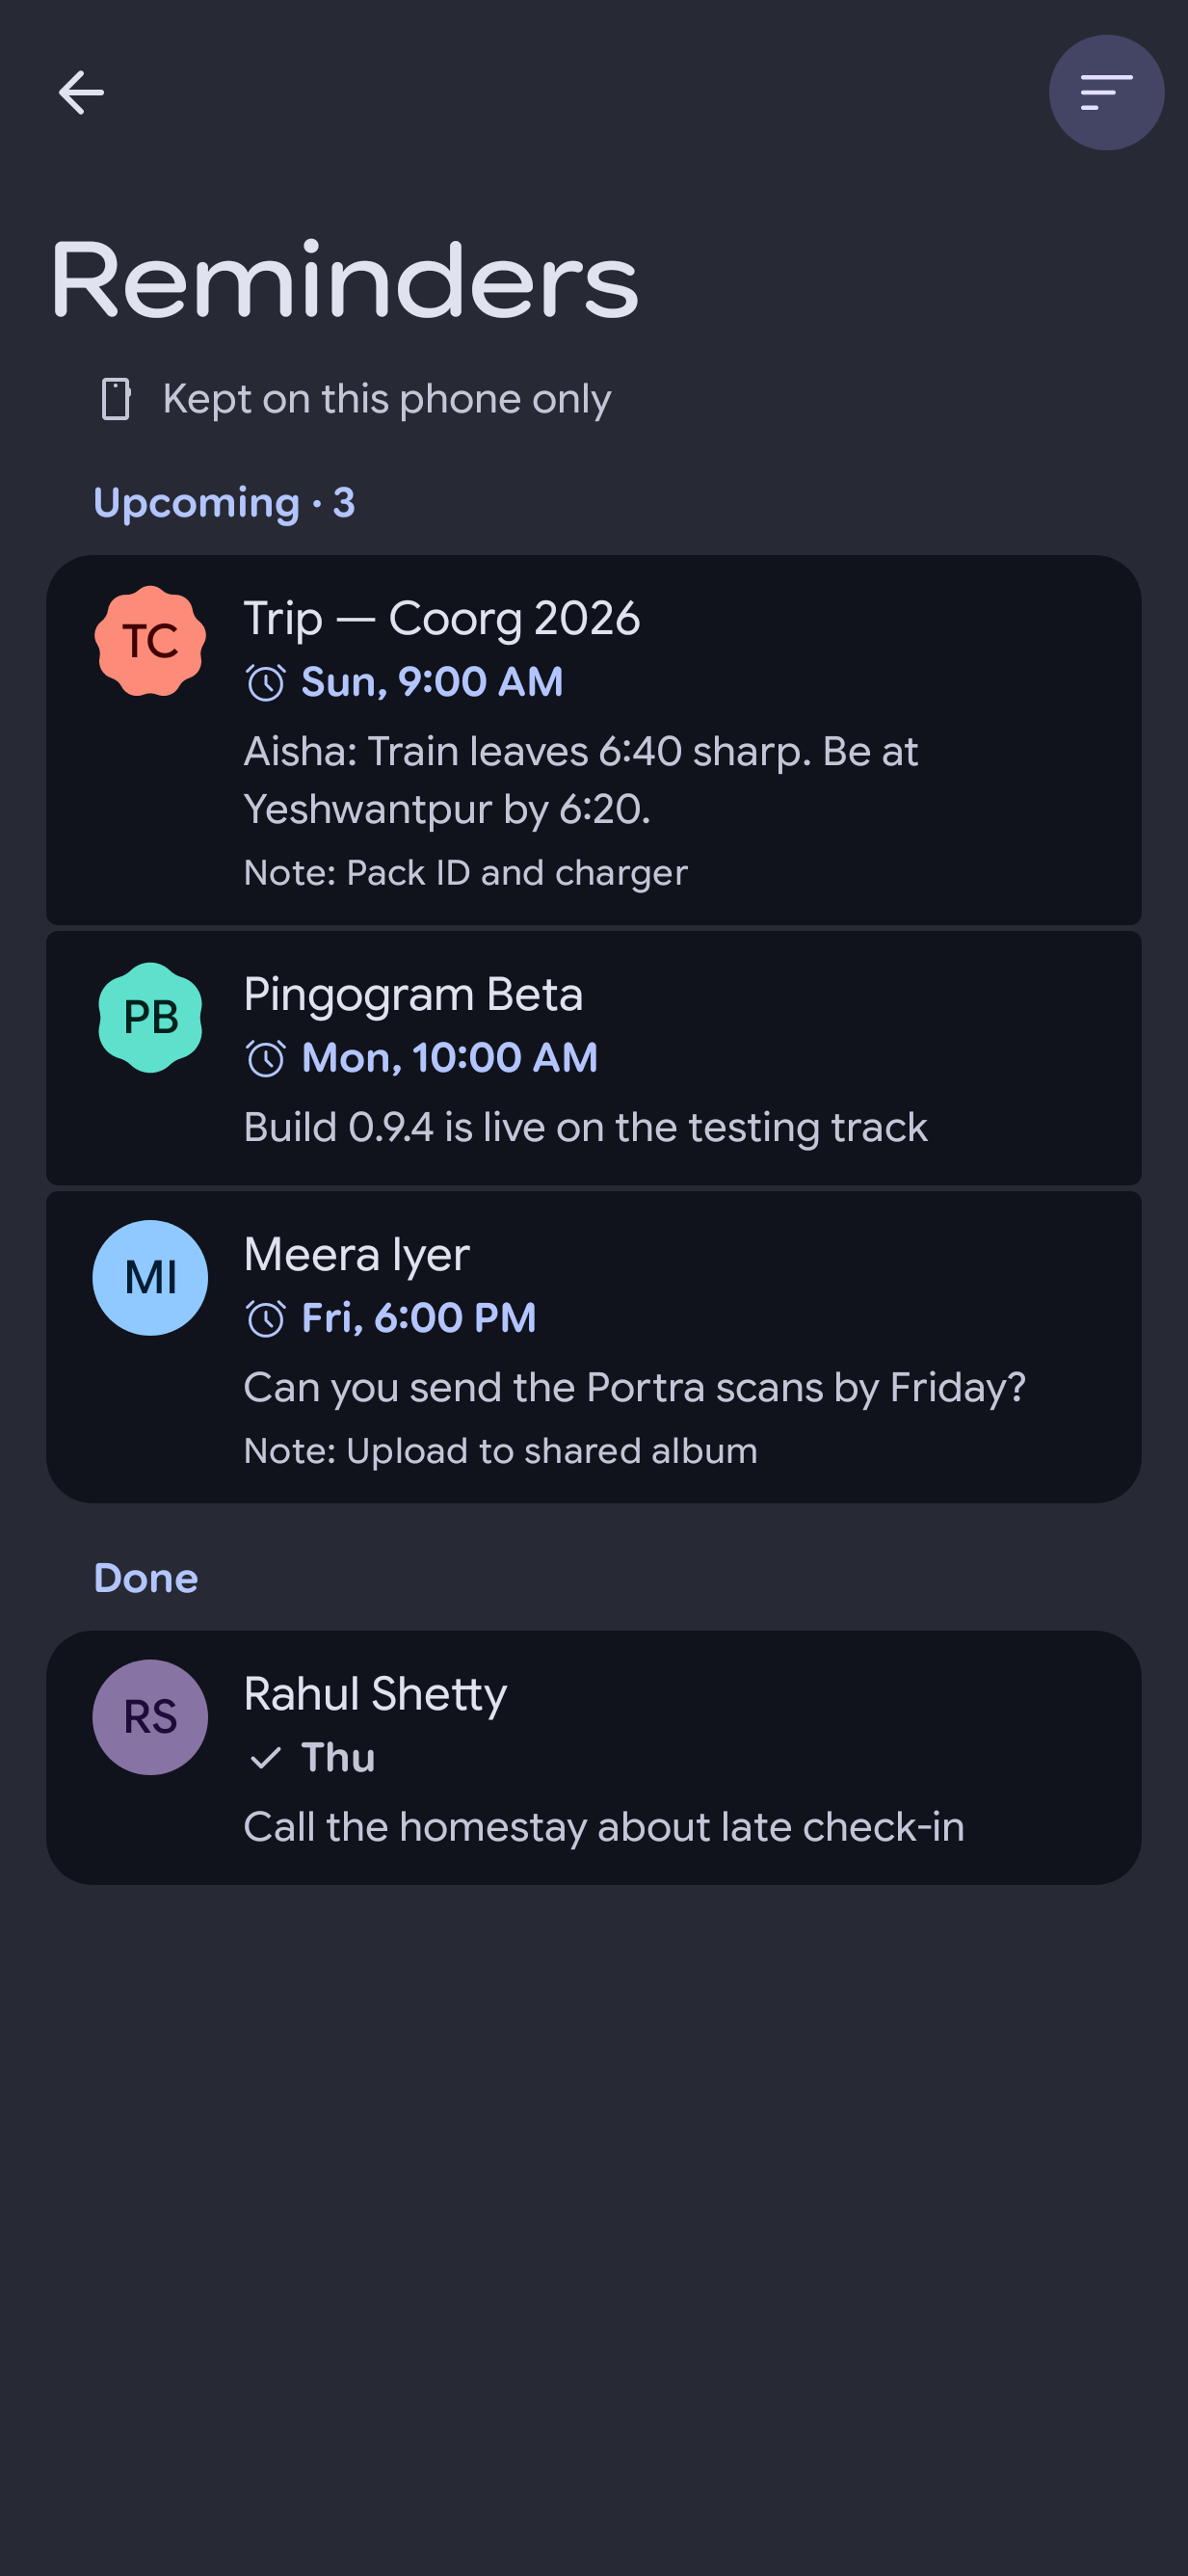 Reminders
Kept on this phone only
Upcoming · 3
TC
Trip — Coorg 2026
Sun, 9:00 AM
Aisha: Train leaves 6:40 sharp. Be at
Yeshwantpur by 6:20.
Note: Pack ID and charger
PB
Pingogram Beta
Mon, 10:00 AM
Build 0.9.4 is live on the testing track
MI
Meera Iyer
Fri, 6:00 PM
Can you send the Portra scans by Friday?
Note: Upload to shared album
Done
RS
Rahul Shetty
Thu
Call the homestay about late check-in